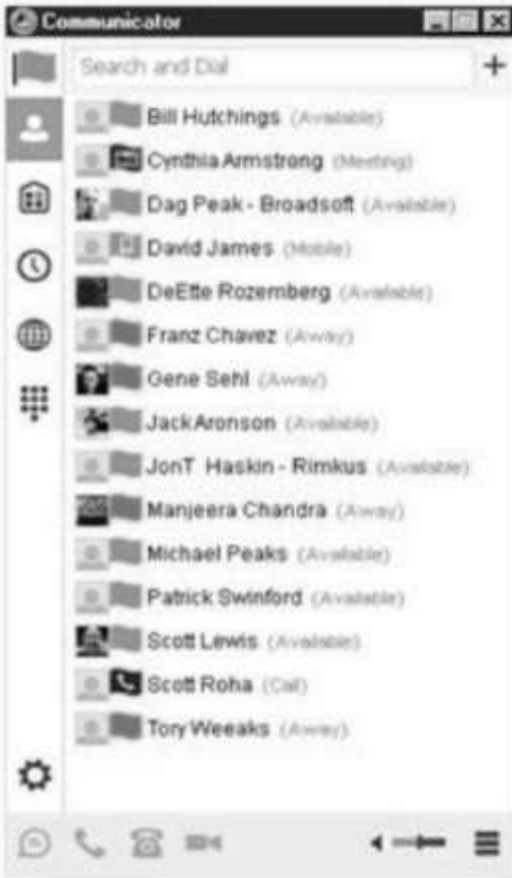 Communicator
Search and Dial
Bill Hutchings (Available)
Cynthia Armstrong (Meeting)
Dag Peak - Broadsoft (Available)
David James (Mobile)
DeEtte Rozemberg (Available)
Franz Chavez (Away)
Gene Sehl (Away)
Jack Aronson (Available)
JonT Haskin - Rimkus (Available)
Manjeera Chandra (Away)
Michael Peaks (Available)
Patrick Swinford (Available)
Scott Lewis (Available)
Scott Roha (Call)
Tory Weeaks (Away)